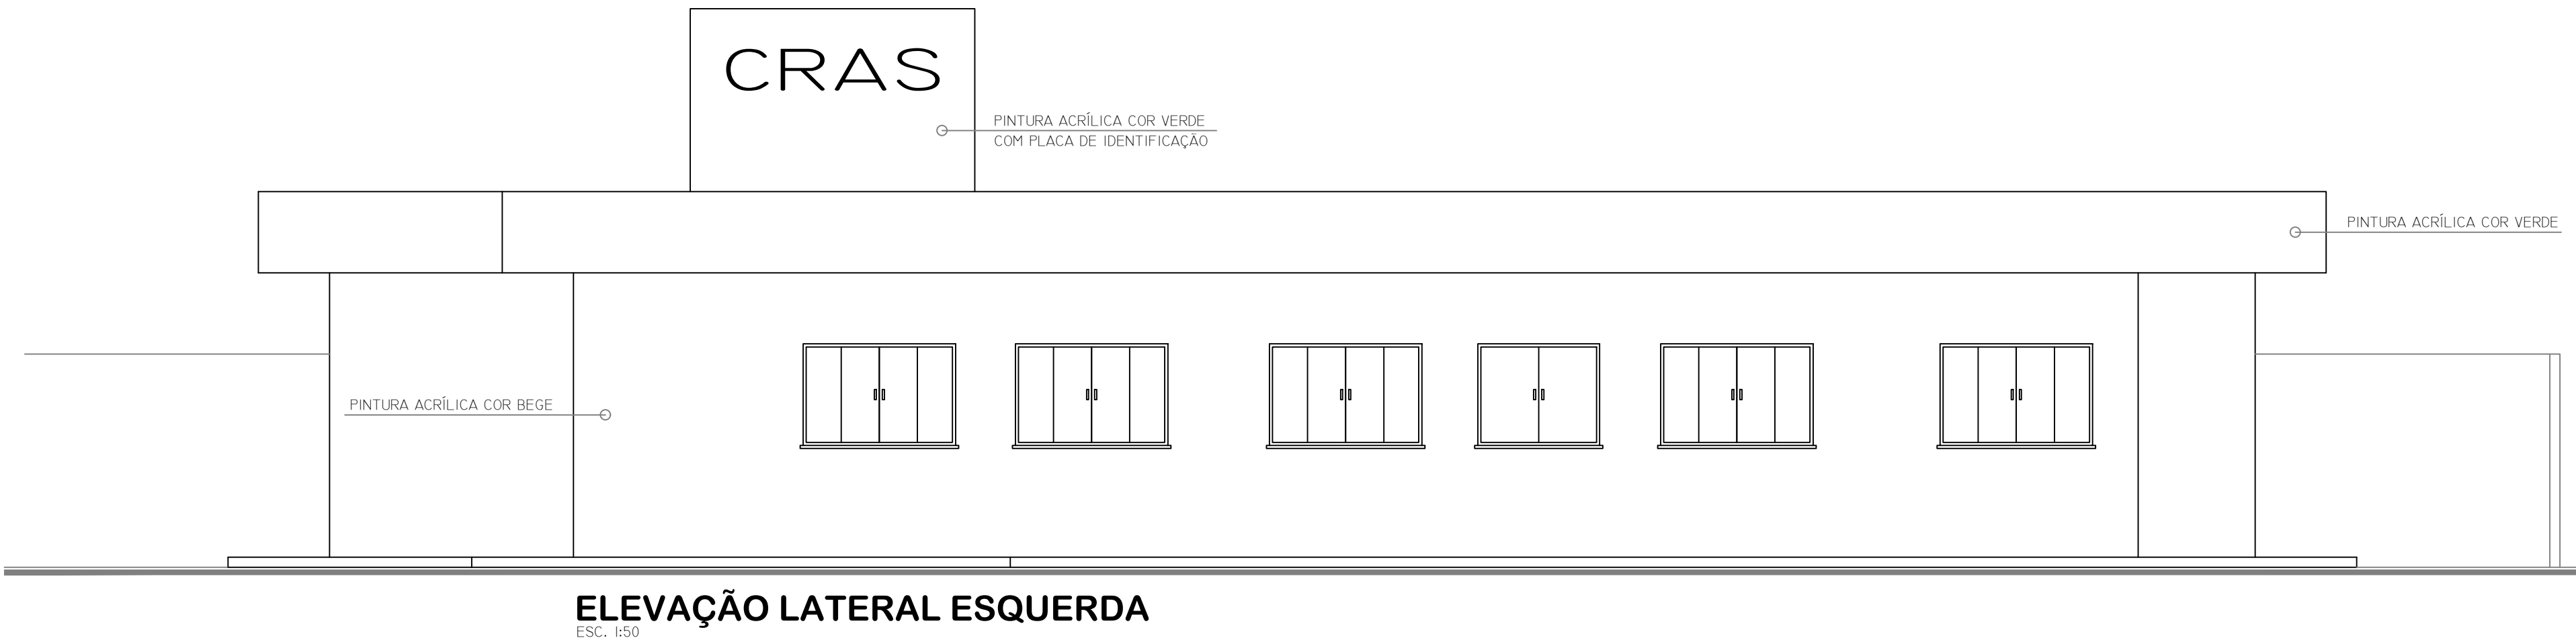 CRAS
PINTURA ACRÍLICA COR VERDE
COM PLACA DE IDENTIFICAÇÃO
PINTURA ACRÍLICA COR VERDE
PINTURA ACRÍLICA COR BEGE
ELEVAÇÃO LATERAL ESQUERDA
ESC. 1:50